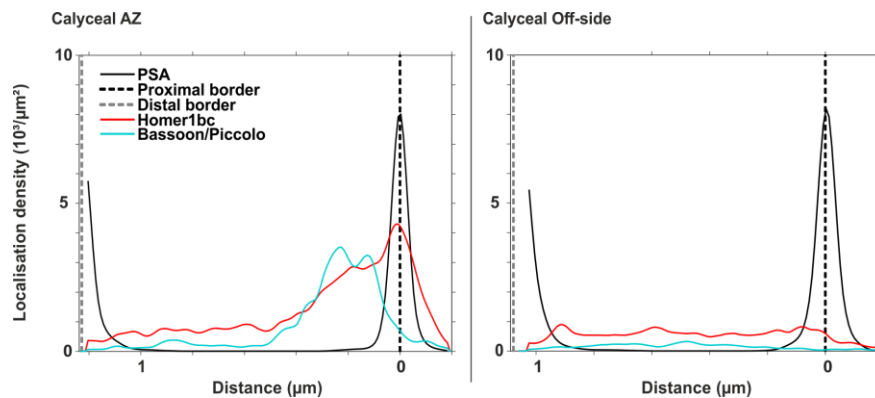 Calyceal AZ
Calyceal Off-side
10
10
PSA
Proximal border
Distal border
Homer1bc
Bassoon/Piccolo
Localisation density (10³/µm²)
5
5
0
0
1
0
1
0
Distance (µm)
Distance (µm)